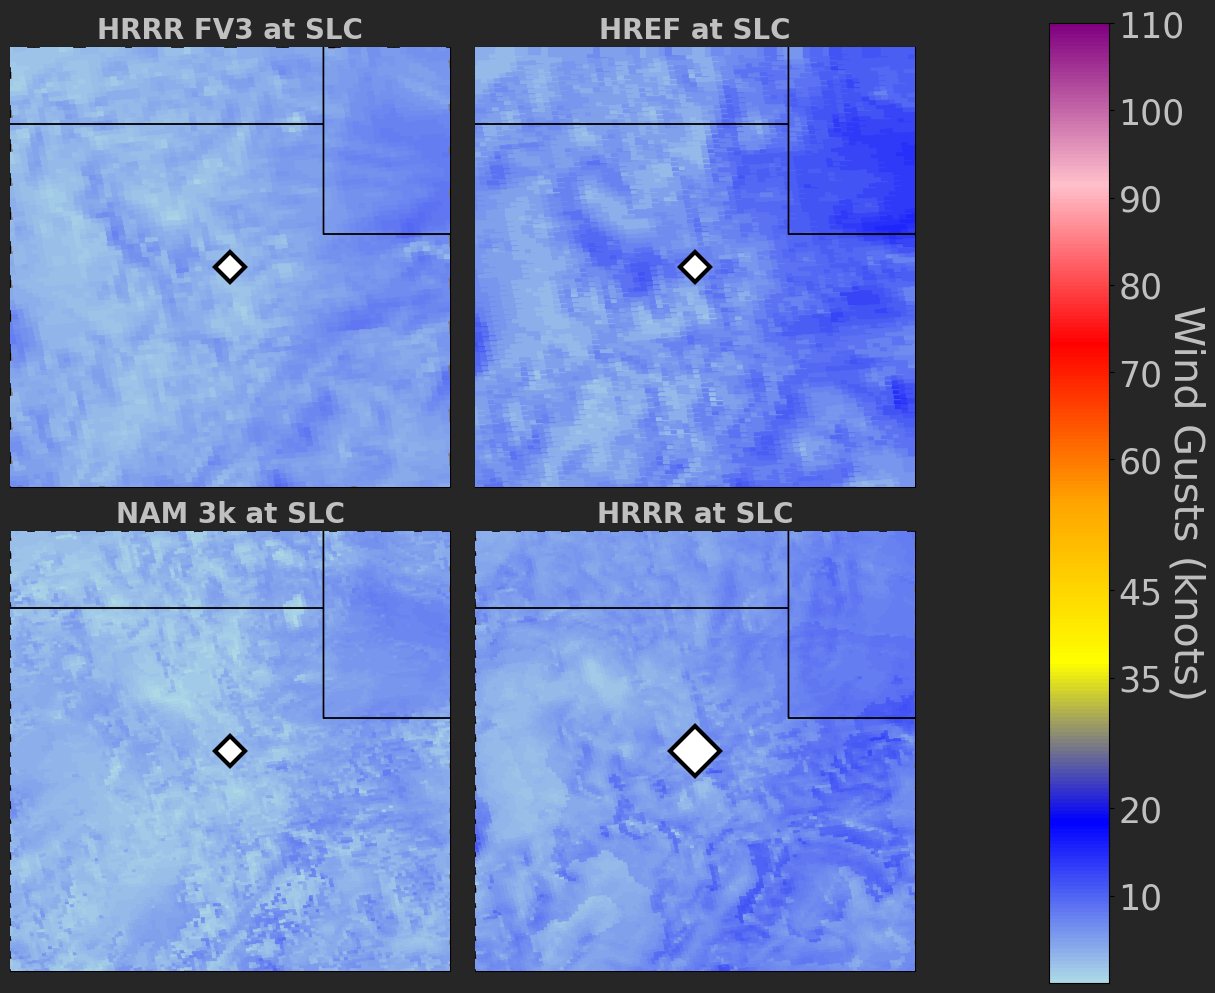 HRRR FV3 at SLC
HREF at SLC
NAM 3k at SLC
HRRR at SLC
110
100
90
80
70
60
45
35
20
10
Wind Gusts (knots)